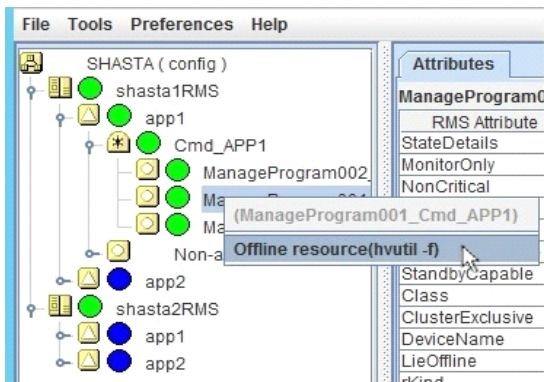 File Tools Preferences Help
SHASTA ( config )
shasta1RMS
app1
Cmd_APP1
ManageProgram002_
(ManageProgram001_Cmd_APP1)
Offline resource(hvutil -f)
Non-a
app2
shasta2RMS
app1
app2
Attributes
ManageProgram0
RMS Attribute
StateDetails
MonitorOnly
NonCritical
StandbyCapable
Class
ClusterExclusive
DeviceName
LieOffline
rKind